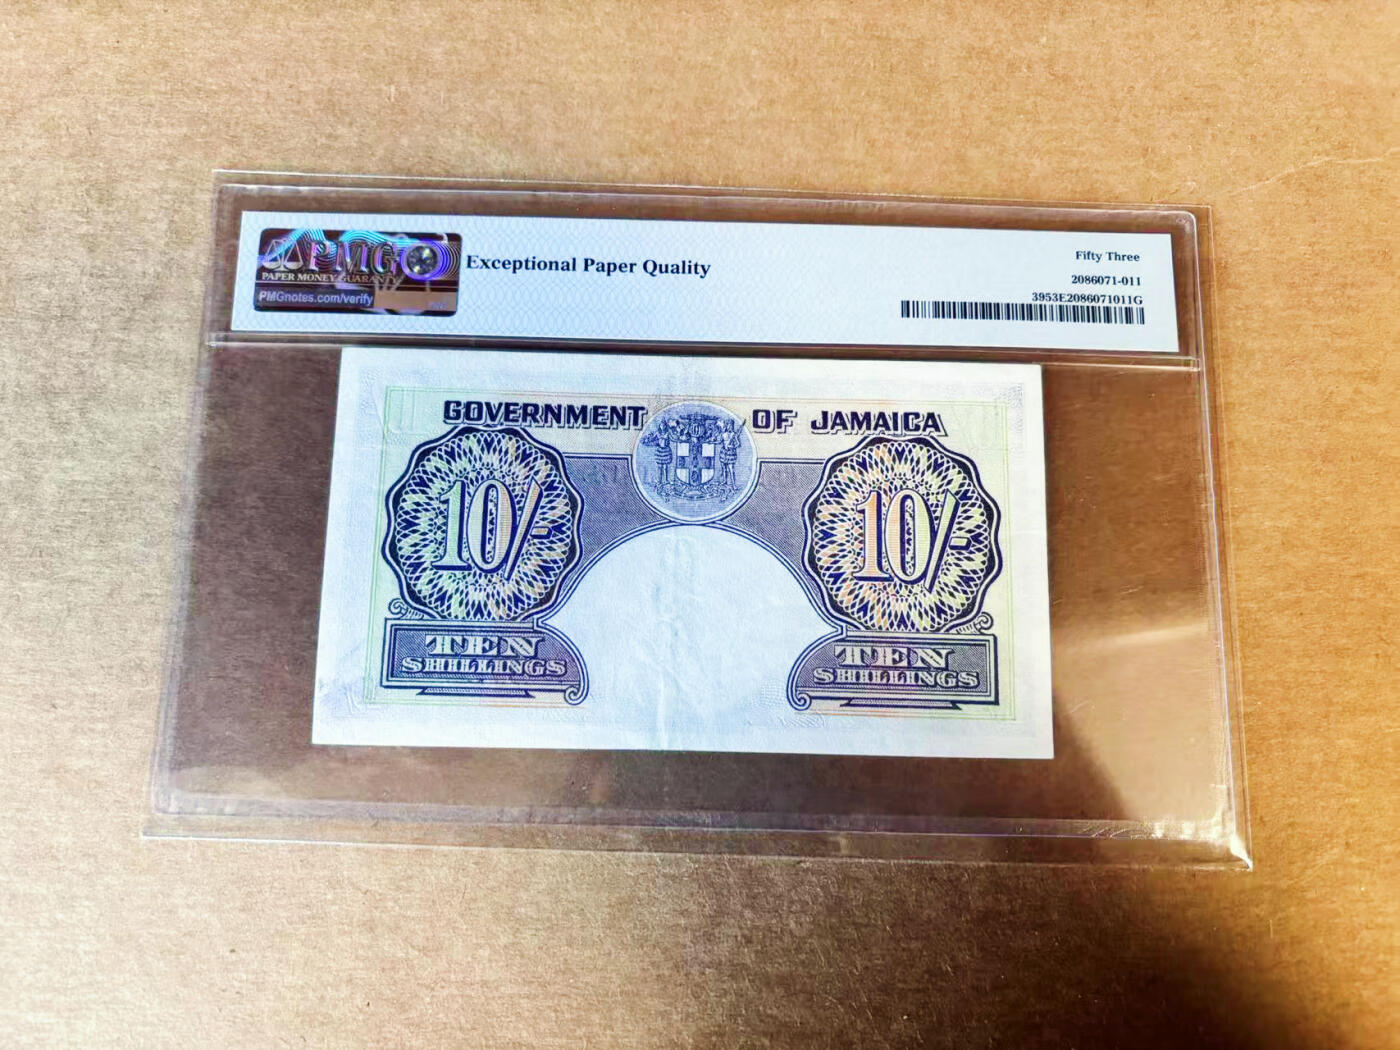 PMG
PAPER MONEY GUARANTY
PMGnotes.com/verify
Exceptional Paper Quality
Fifty Three
2086071-011
3953E2086071011G
GOVERNMENT OF JAMAICA
10/- 10/-
TEN TEN
SHILLINGS SHILLINGS